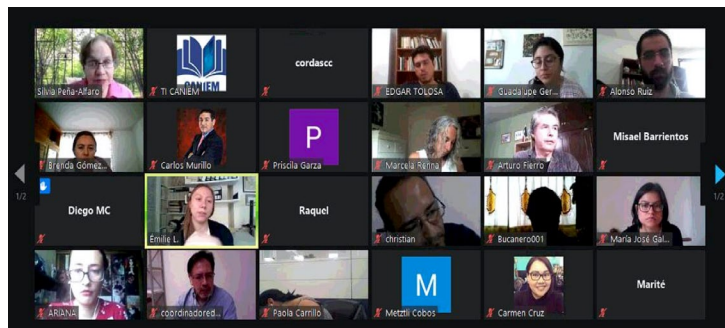 Silvia Peña-Alfaro
CANIEM
TI CANIEM
cordascc
EDGAR TOLOSA
Guadalupe Ger...
Alonso Ruiz
Brenda Gómez...
Carlos Murillo
P
Priscila Garza
Marcela Renna
Arturo Fierro
Misael Barrientos
1/2
1/2
Diego MC
Émilie L.
Raquel
christian
Bucanero001
María José Gal...
ARIANA
coordinadored...
Paola Carrillo
M
Metztli Cobos
Carmen Cruz
Marité